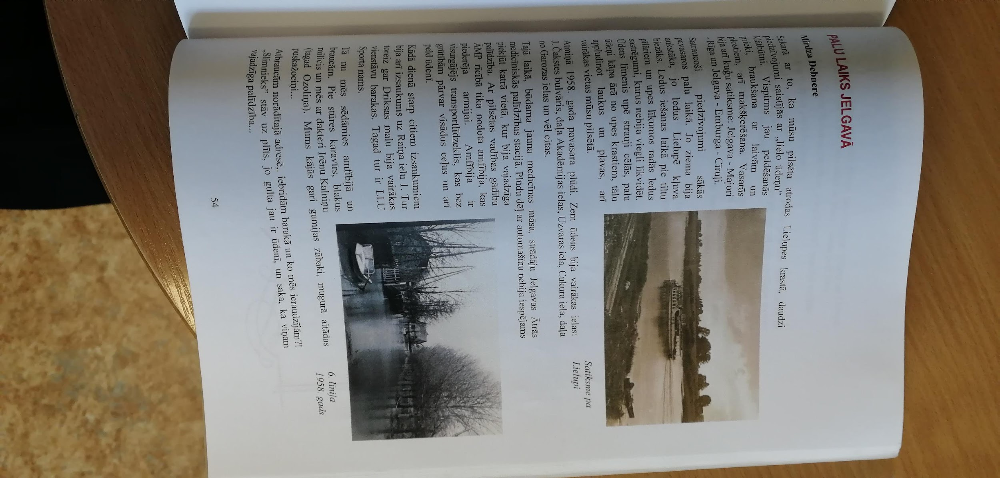 PALU LAIKS JELGAVĀ
Mirdza Debnere
Sakarā ar to, ka mūsu pilsēta atrodas Lielupes krastā, daudzi
piedzīvojumi saistījās ar „lielo ūdeņu”
klātbūtni. Vispirms jau peldēšanās
prieki, braukšana ar laivām un
plostiem, arī makšķerēšana. Vasarās
bija arī kuģu satiksme: Jelgava - Majori
- Rīga un Jelgava - Emburga - Cīruļi.
Satraucoši piedzīvojumi sākās
pavasaros palu laikā. Jo ziema bija
aukstāka, jo ledus Lielupē kļuva
biezāks. Ledus iešanas laikā pie tiltu
pīlāriem un upes līkumos radās ledus
sastrēgumi, kurus nebija viegli likvidēt.
Ūdens līmenis upē strauji cēlās, palu
ūdeņi kāpa ārā no upes krastiem, tālu
appludinot laukus un pļavas, arī
vairākas vietas mūsu pilsētā.
Satiksme pa
Lielupi
Atmiņā 1958. gada pavasara plūdi. Zem ūdens bija vairākas ielas:
J. Čakstes bulvāris, daļa Akadēmijas ielas, Uzvaras iela, Cukura iela, daļa
no Garozas ielas un vēl citas.
Tajā laikā, būdama jauna medicīnas māsa, strādāju Jelgavas Ātrās
medicīniskās palīdzības stacijā. Plūdu dēļ ar automašīnu nebija iespējams
piekļūt katrā vietā, kur bija vajadzīga
palīdzība. Ar pilsētas vadības gādību
ĀMP rīcībā tika nodota amfībija, kas
piederēja armijai. Amfībija ir
visurgājējs transportlīdzeklis, kas bez
grūtībām pārvar visādus ceļus un arī
peld ūdenī.
Kādā dienā starp citiem izsaukumiem
bija arī izsaukums uz Raiņa ielu 1. Tur
toreiz gar Driksas malu bija vairākas
vienstāvu barakas. Tagad tur ir LLU
Sporta nams.
Tā nu mēs sēdāmies amfībijā un
braucām. Pie stūres karavīrs, blakus
milicis un mēs ar dakteri Irēnu Kalniņu
(tagad Ozoliņa). Mums kājās gari gumijas zābaki, mugurā aitādas
puskažociņi...
6. līnija
1958. gads
Atbraucām norādītajā adresē, iebridām barakā un ko mēs ieraudzījām?!
„Slimnieks” stāv uz plīts, jo gulta jau ir ūdenī, un saka, ka viņam
vajadzīga palīdzība...
54